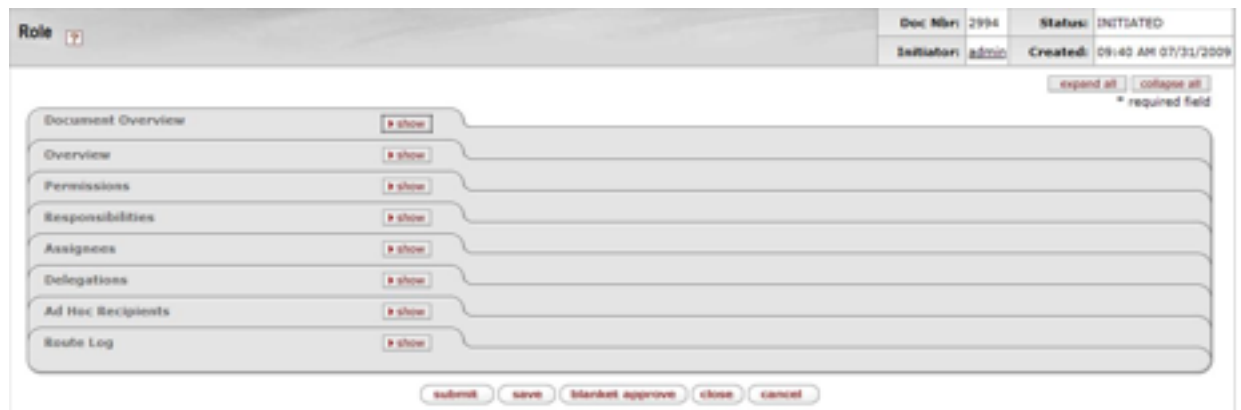 Role ?
Doc Nbr: 2994 Status: INITIATED
Initiator: admin Created: 09:40 AM 07/31/2009
expand all collapse all
* required field
Document Overview show
Overview show
Permissions show
Responsibilities show
Assignees show
Delegations show
Ad Hoc Recipients show
Route Log show
submit save blanket approve close cancel